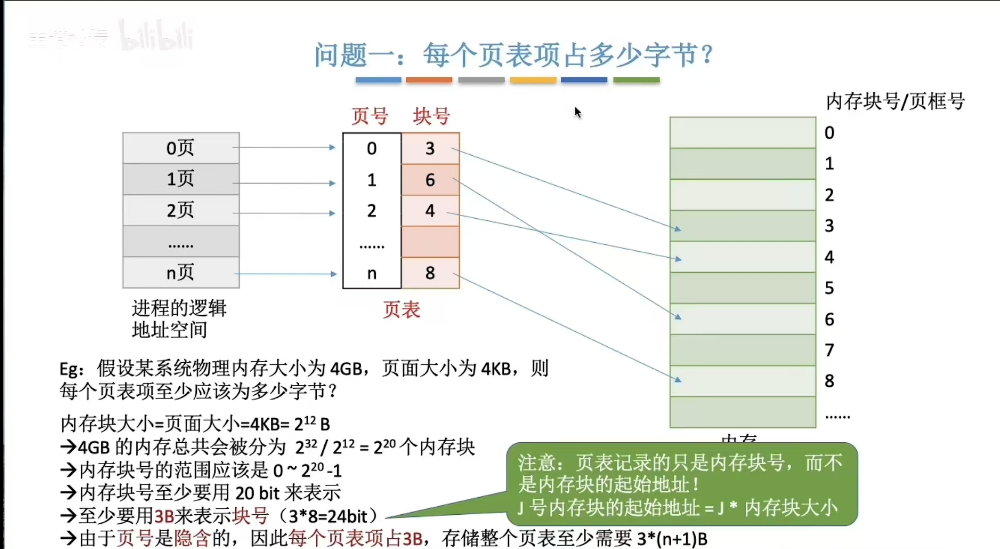 bilibili
问题一：每个页表项占多少字节？
内存块号/页框号
页号 块号
0页 0 3
1页 1 6
2页 2 4
...... ......
n页 n 8
进程的逻辑
地址空间
页表
0
1
2
3
4
5
6
7
8
......
内存
Eg：假设某系统物理内存大小为 4GB，页面大小为 4KB，则
每个页表项至少应该为多少字节？
内存块大小=页面大小=4KB= 2¹² B
→4GB 的内存总共会被分为 2³² / 2¹² = 2²⁰ 个内存块
→内存块号的范围应该是 0 ~ 2²⁰ -1
→内存块号至少要用 20 bit 来表示
→至少要用3B来表示块号（3*8=24bit）
→由于页号是隐含的，因此每个页表项占3B，存储整个页表至少需要 3*(n+1)B
注意：页表记录的只是内存块号，而不
是内存块的起始地址！
J 号内存块的起始地址 = J * 内存块大小